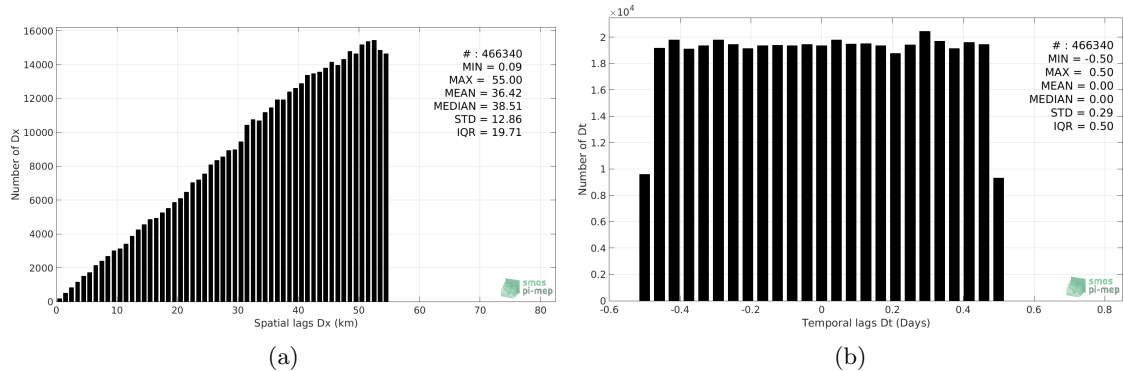 16000
14000
12000
10000
8000
6000
4000
2000
0
Number of Dx
0 10 20 30 40 50 60 70 80
Spatial lags Dx (km)
# : 466340
MIN = 0.09
MAX = 55.00
MEAN = 36.42
MEDIAN = 38.51
STD = 12.86
IQR = 19.71
smos
pi-mep
(a)
×10⁴
2
1.8
1.6
1.4
1.2
1
0.8
0.6
0.4
0.2
0
Number of Dt
-0.6 -0.4 -0.2 0 0.2 0.4 0.6 0.8
Temporal lags Dt (Days)
# : 466340
MIN = -0.50
MAX = 0.50
MEAN = 0.00
MEDIAN = 0.00
STD = 0.29
IQR = 0.50
smos
pi-mep
(b)